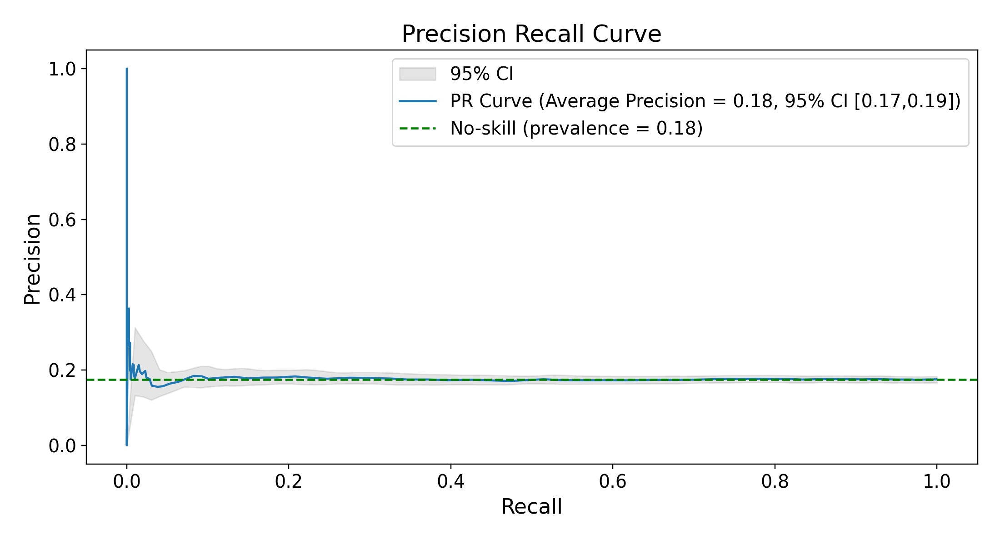 Precision Recall Curve
95% CI
PR Curve (Average Precision = 0.18, 95% CI [0.17,0.19])
No-skill (prevalence = 0.18)
Precision
1.0
0.8
0.6
0.4
0.2
0.0
0.0 0.2 0.4 0.6 0.8 1.0
Recall